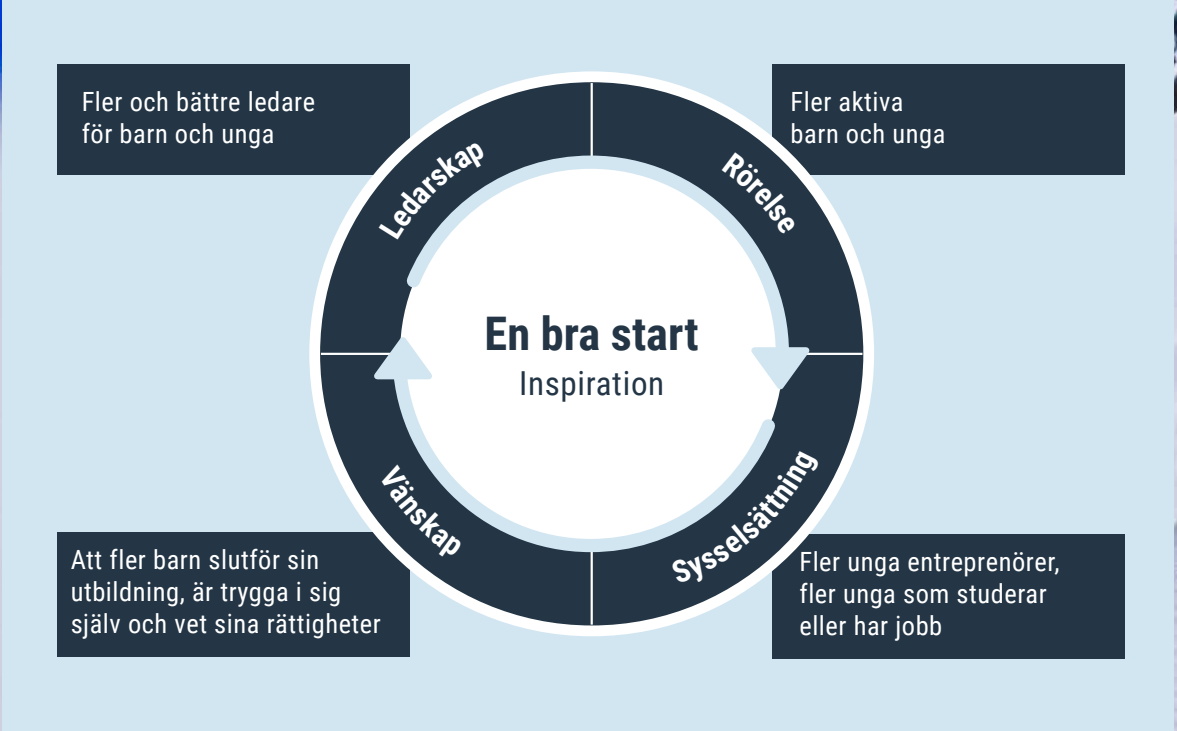 Fler och bättre ledare
för barn och unga
Fler aktiva
barn och unga
Ledarskap
Rörelse
En bra start
Inspiration
Vänskap
Sysselsättning
Att fler barn slutför sin
utbildning, är trygga i sig
själv och vet sina rättigheter
Fler unga entreprenörer,
fler unga som studerar
eller har jobb